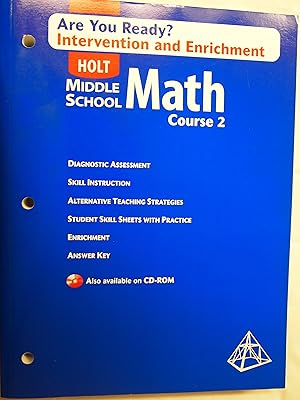 Are You Ready?
Intervention and Enrichment
HOLT
MIDDLE
SCHOOL
Math
Course 2
DIAGNOSTIC ASSESSMENT
SKILL INSTRUCTION
ALTERNATIVE TEACHING STRATEGIES
STUDENT SKILL SHEETS WITH PRACTICE
ENRICHMENT
ANSWER KEY
Also available on CD-ROM